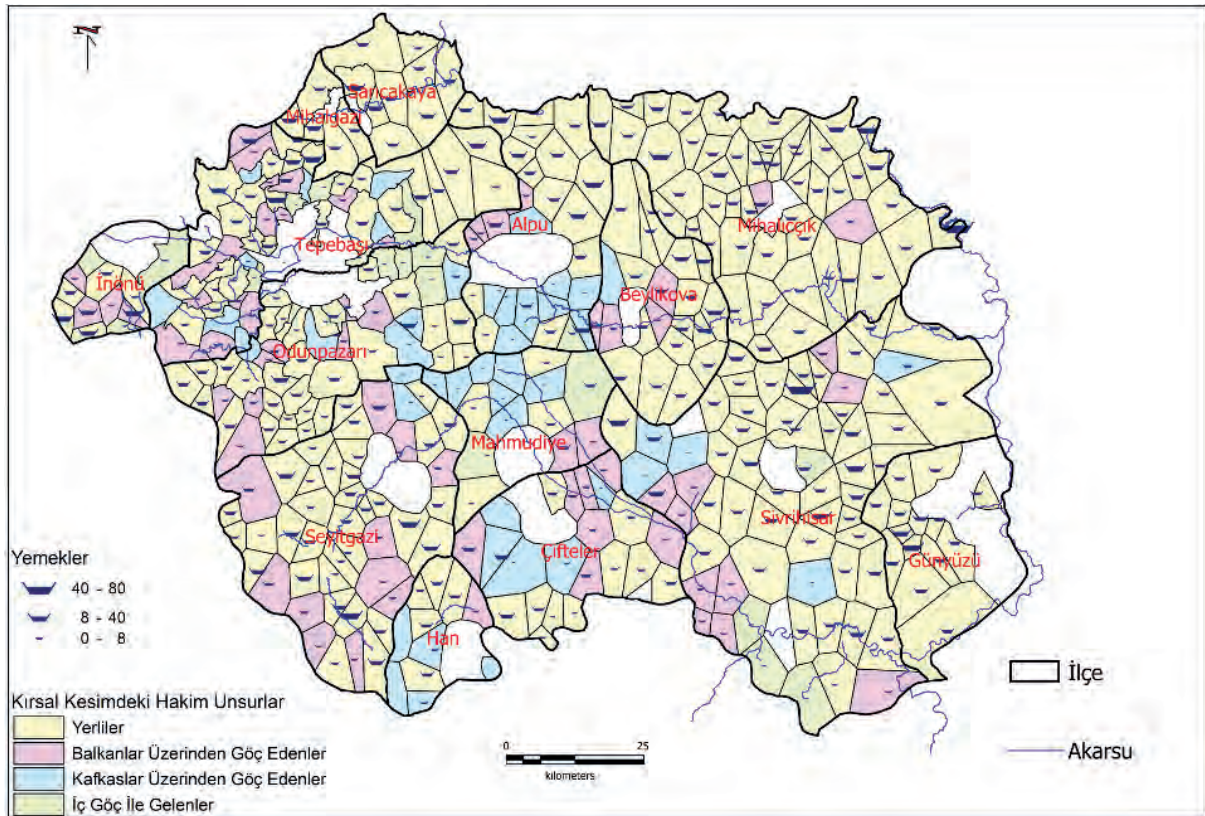 N
Sarıcakaya
Mihalgazi
Alpu
Mihalıççık
Tepebaşı
İnönü
Beylikova
Odunpazarı
Mahmudiye
Sivrihisar
Seyitgazi
Çifteler
Günyüzü
Han
Yemekler
40 - 80
8 - 40
0 - 8
Kırsal Kesimdeki Hakim Unsurlar
Yerliler
Balkanlar Üzerinden Göç Edenler
Kafkaslar Üzerinden Göç Edenler
İç Göç İle Gelenler
0 25
kilometers
İlçe
Akarsu